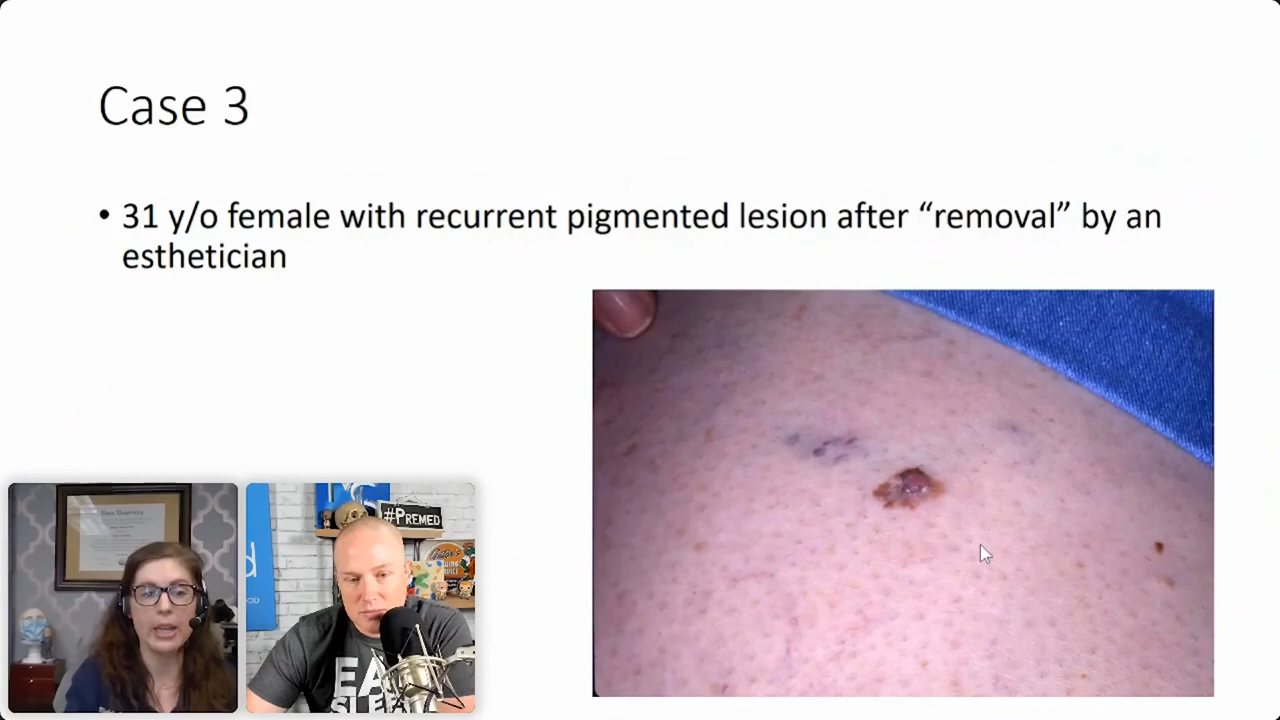 Case 3
• 31 y/o female with recurrent pigmented lesion after “removal” by an
esthetician
#PREMED